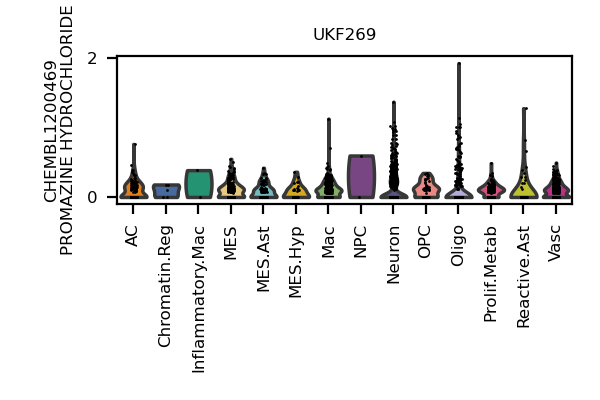 UKF269
CHEMBL1200469
PROMAZINE HYDROCHLORIDE
2
0
AC
Chromatin.Reg
Inflammatory.Mac
MES
MES.Ast
MES.Hyp
Mac
NPC
Neuron
OPC
Oligo
Prolif.Metab
Reactive.Ast
Vasc